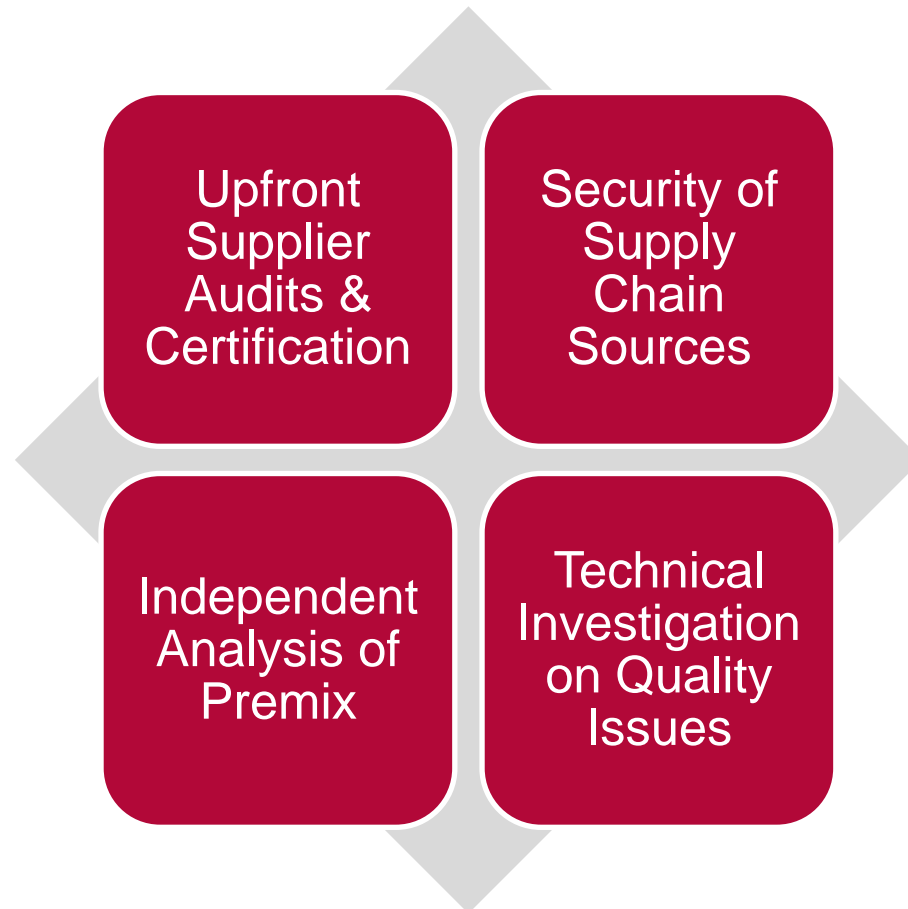 Upfront
Supplier
Audits &
Certification
Security of
Supply
Chain
Sources
Independent
Analysis of
Premix
Technical
Investigation
on Quality
Issues